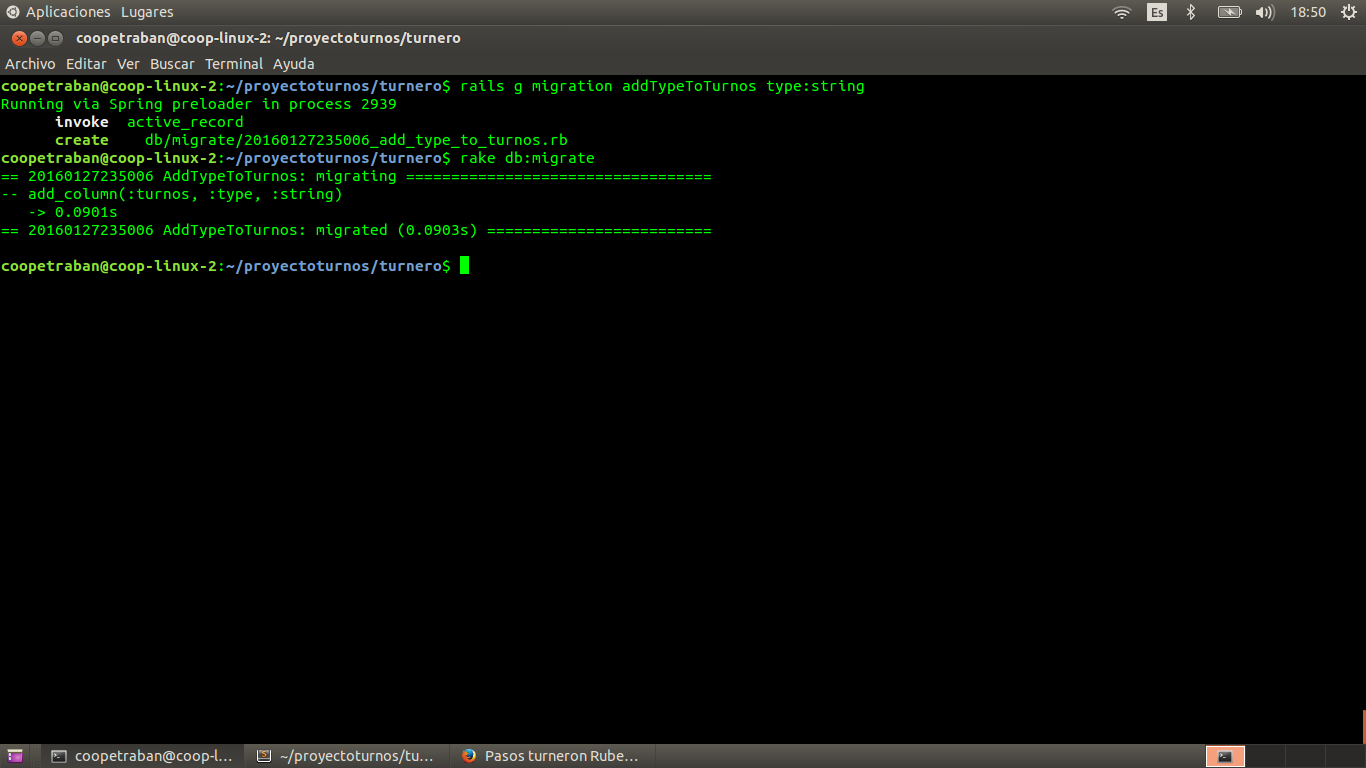 Aplicaciones Lugares
Es
18:50
coopetraban@coop-linux-2: ~/proyectoturnos/turnero
Archivo Editar Ver Buscar Terminal Ayuda
coopetraban@coop-linux-2:~/proyectoturnos/turnero$ rails g migration addTypeToTurnos type:string
Running via Spring preloader in process 2939
invoke active_record
create db/migrate/20160127235006_add_type_to_turnos.rb
coopetraban@coop-linux-2:~/proyectoturnos/turnero$ rake db:migrate
== 20160127235006 AddTypeToTurnos: migrating ==================================
-- add_column(:turnos, :type, :string)
-> 0.0901s
== 20160127235006 AddTypeToTurnos: migrated (0.0903s) =========================
coopetraban@coop-linux-2:~/proyectoturnos/turnero$
coopetraban@coop-l...
~/proyectoturnos/tu...
Pasos turneron Rube...